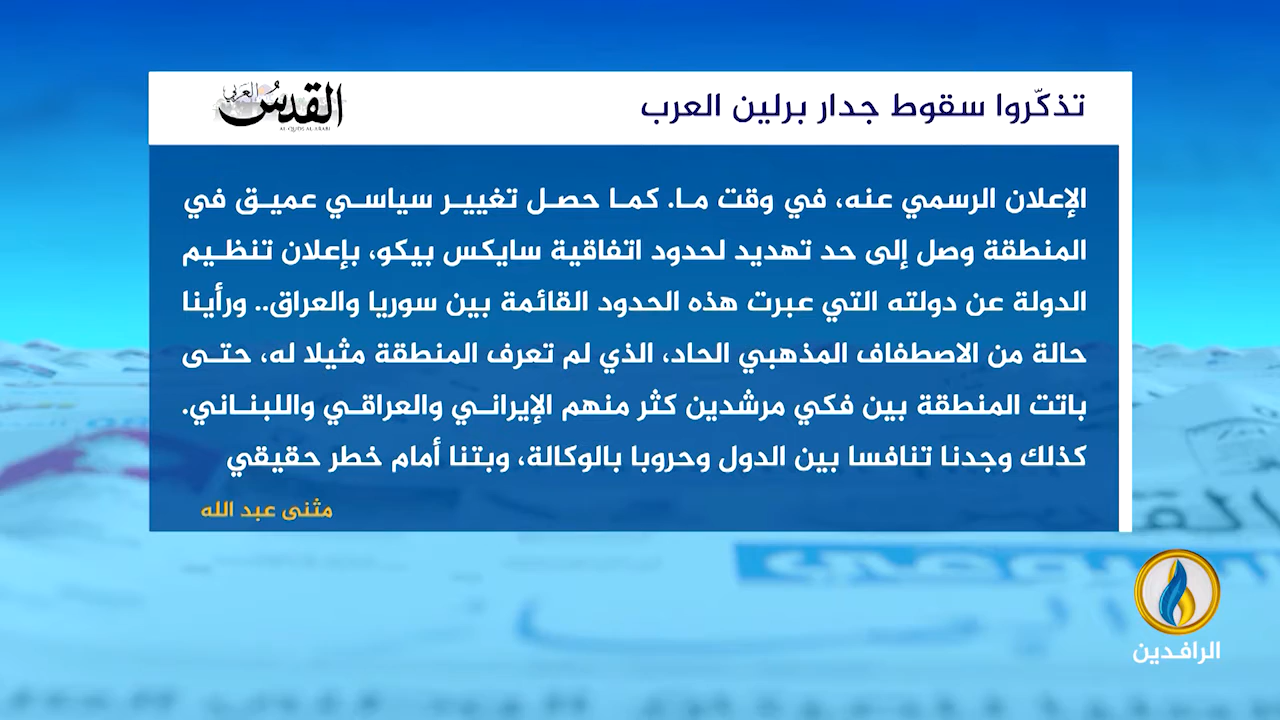 تذكّروا سقوط جدار برلين العرب
القدس العربي
AL-QUDS AL-ARABI
الإعلان الرسمي عنه، في وقت ما. كما حصل تغيير سياسي عميق في
المنطقة وصل إلى حد تهديد لحدود اتفاقية سايكس بيكو، بإعلان تنظيم
الدولة عن دولته التي عبرت هذه الحدود القائمة بين سوريا والعراق.. ورأينا
حالة من الاصطفاف المذهبي الحاد، الذي لم تعرف المنطقة مثيلا له، حتى
باتت المنطقة بين فكي مرشدين كثر منهم الإيراني والعراقي واللبناني.
كذلك وجدنا تنافسا بين الدول وحروبا بالوكالة، وبتنا أمام خطر حقيقي
مثنى عبد الله
الرافدين